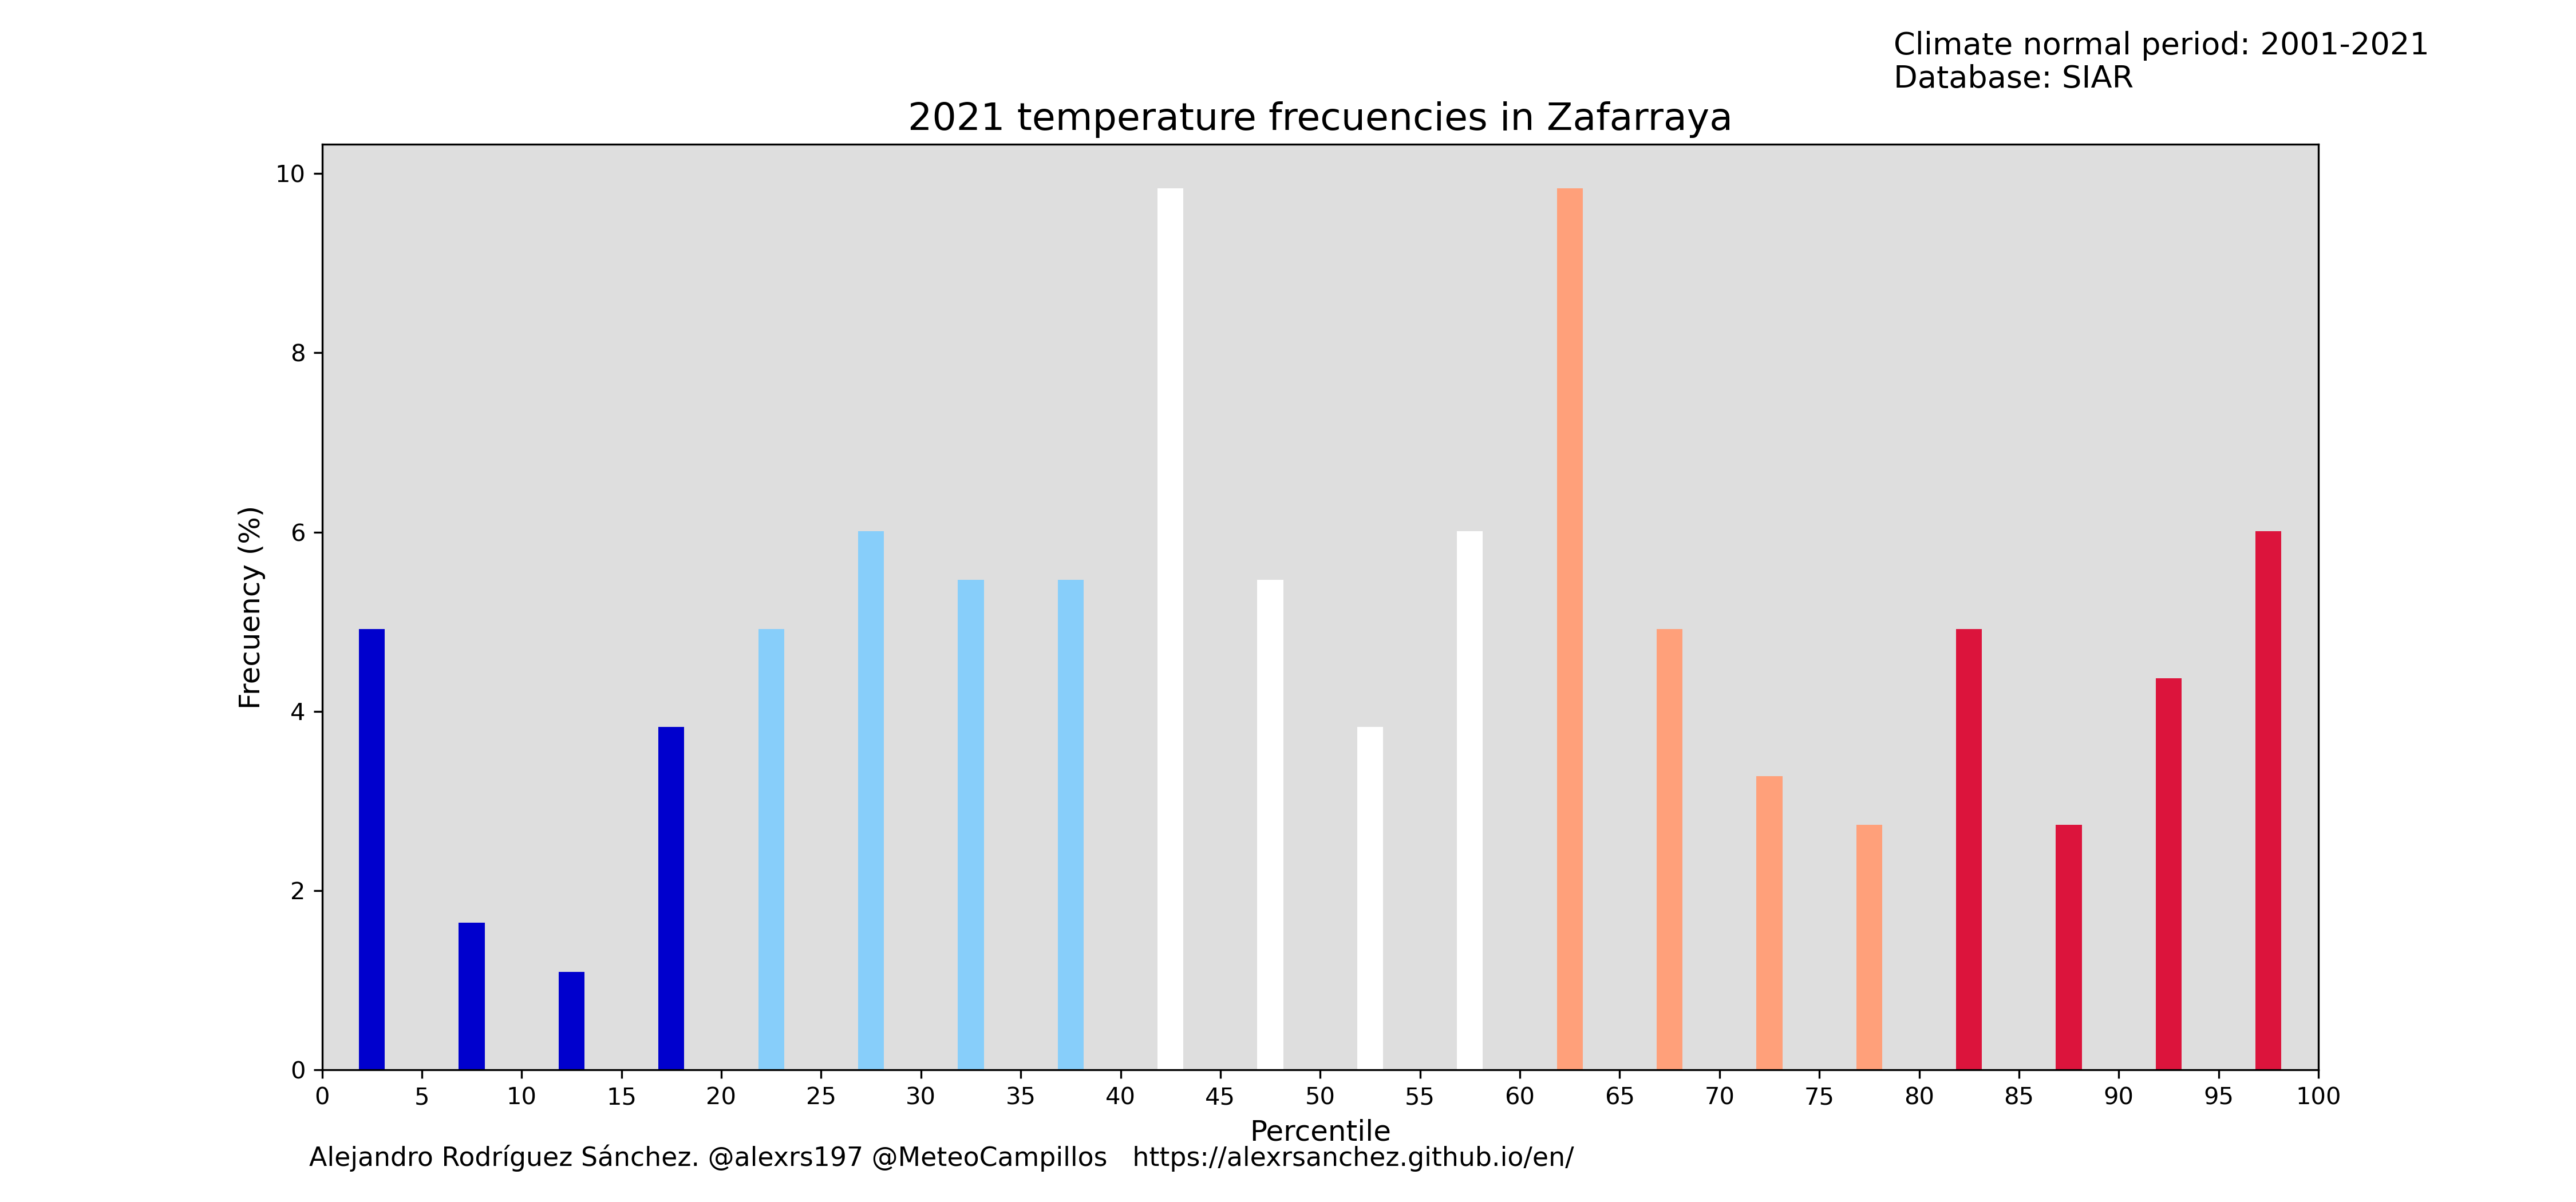 Climate normal period: 2001-2021
Database: SIAR
2021 temperature frecuencies in Zafarraya
10
8
6
4
2
0
Frecuency (%)
0 5 10 15 20 25 30 35 40 45 50 55 60 65 70 75 80 85 90 95 100
Percentile
Alejandro Rodríguez Sánchez. @alexrs197 @MeteoCampillos https://alexrsanchez.github.io/en/